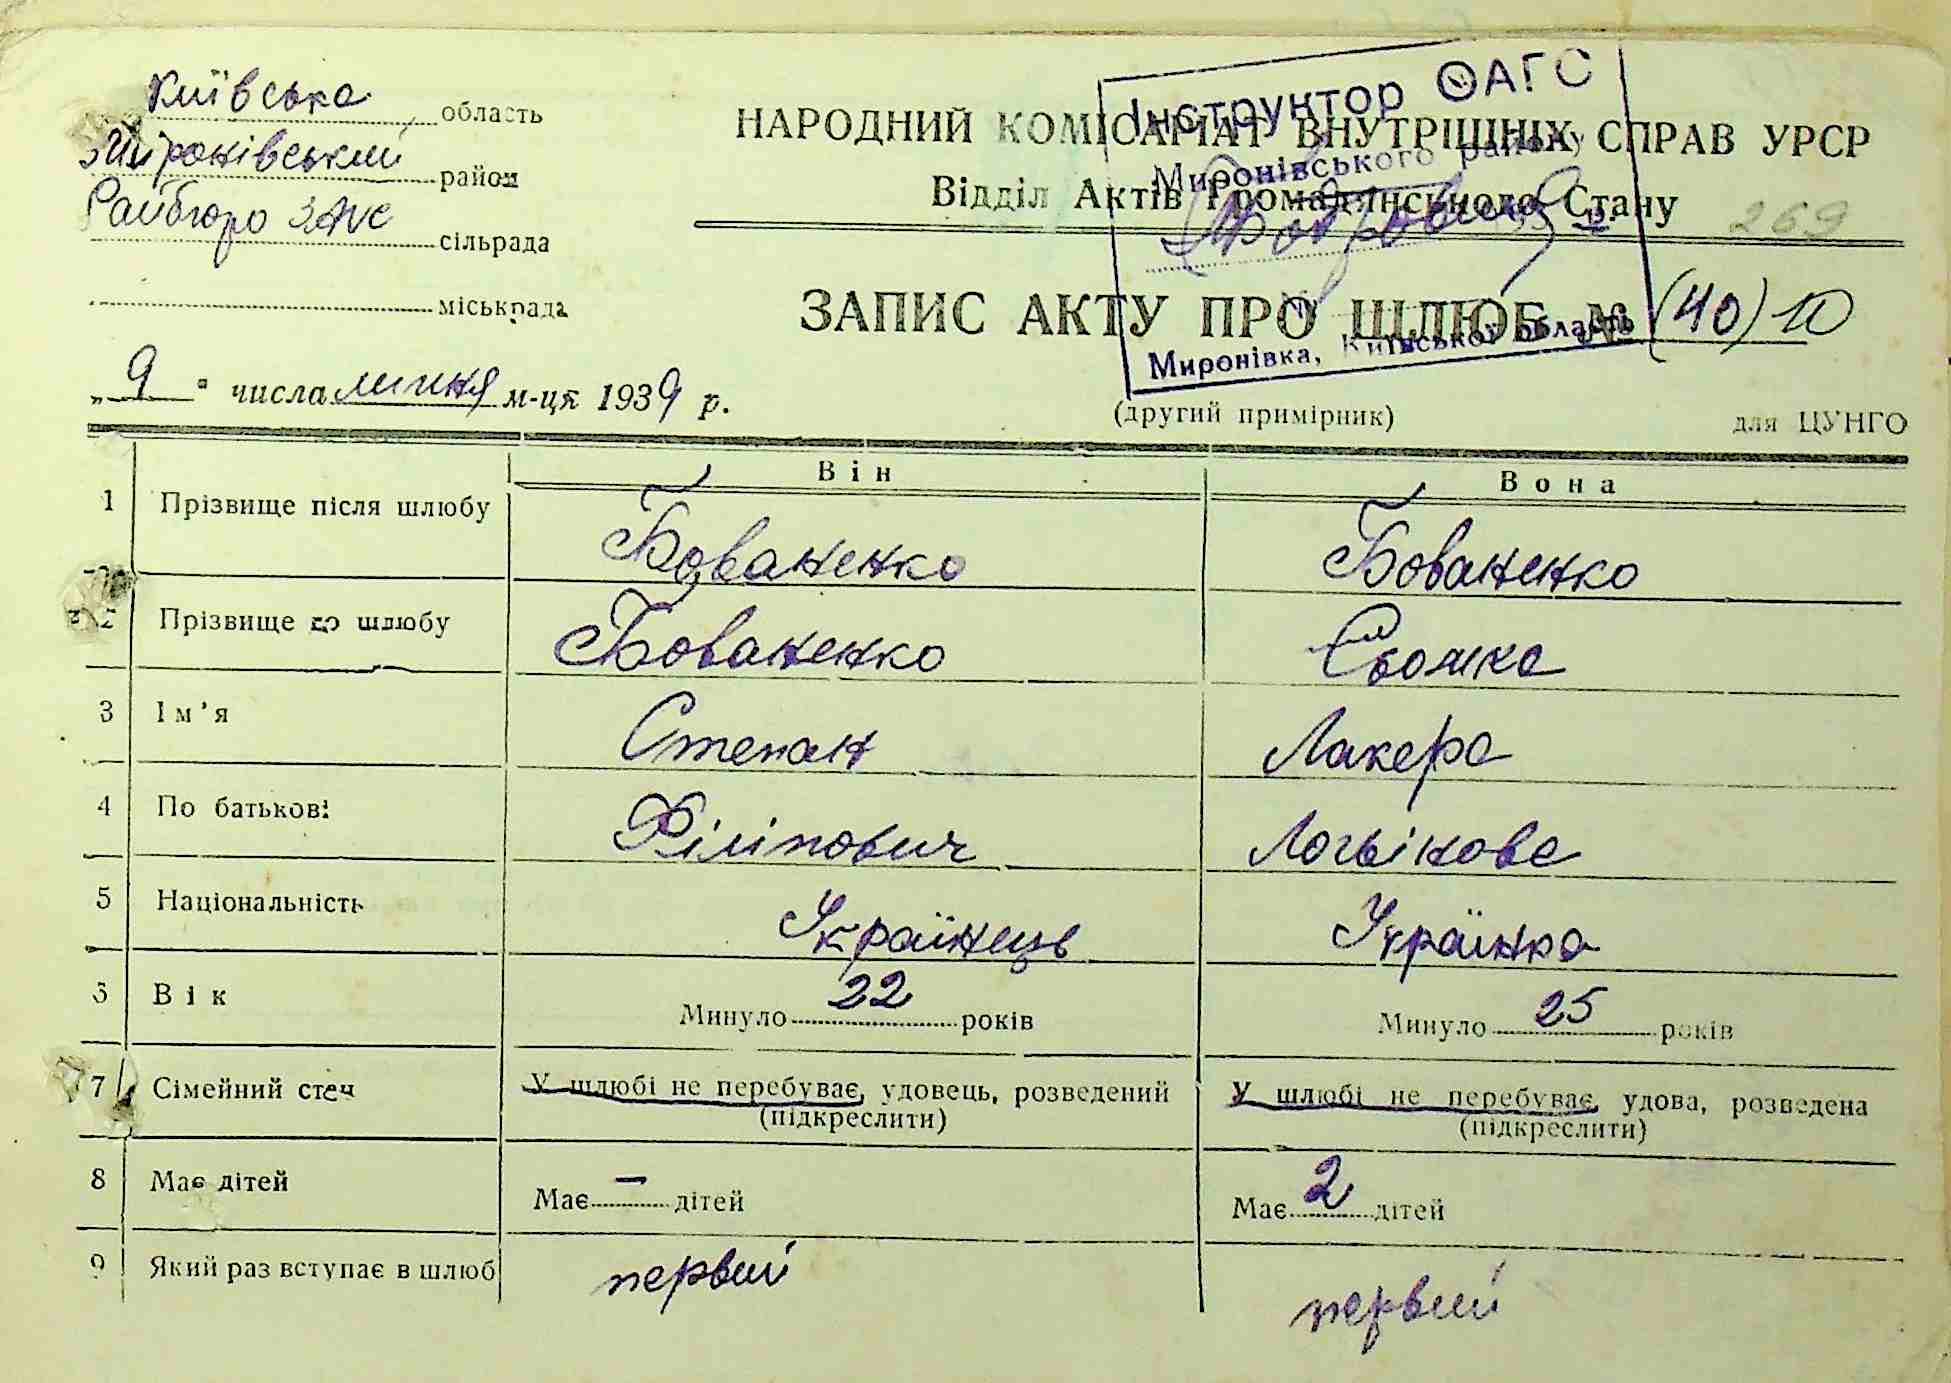 Київська область
Миронівський район
Райбюро ЗАГС сільрада
міськрада
НАРОДНИЙ КОМІСАРІАТ ВНУТРІШНІХ СПРАВ УРСР
Відділ Актів Громадянського Стану
269
Інструктор ОАГС
Миронівського району
Миронівка, Київської області
ЗАПИС АКТУ ПРО ШЛЮБ № (40) 10
„9" числа липня м-ця 1939 р.
(другий примірник)
для ЦУНГО
Він Вона
1 Прізвище після шлюбу Бованенко Бованенко
2 Прізвище до шлюбу Бованенко
3 Ім'я Степан Лакера
4 По батькові Філіпович
5 Національність Українець Українка
6 Вік Минуло 22 років Минуло 25 років
7 Сімейний стан У шлюбі не перебуває, удовець, розведений У шлюбі не перебуває, удова, розведена
(підкреслити) (підкреслити)
8 Має дітей Має – дітей Має 2 дітей
9 Який раз вступає в шлюб первий первий